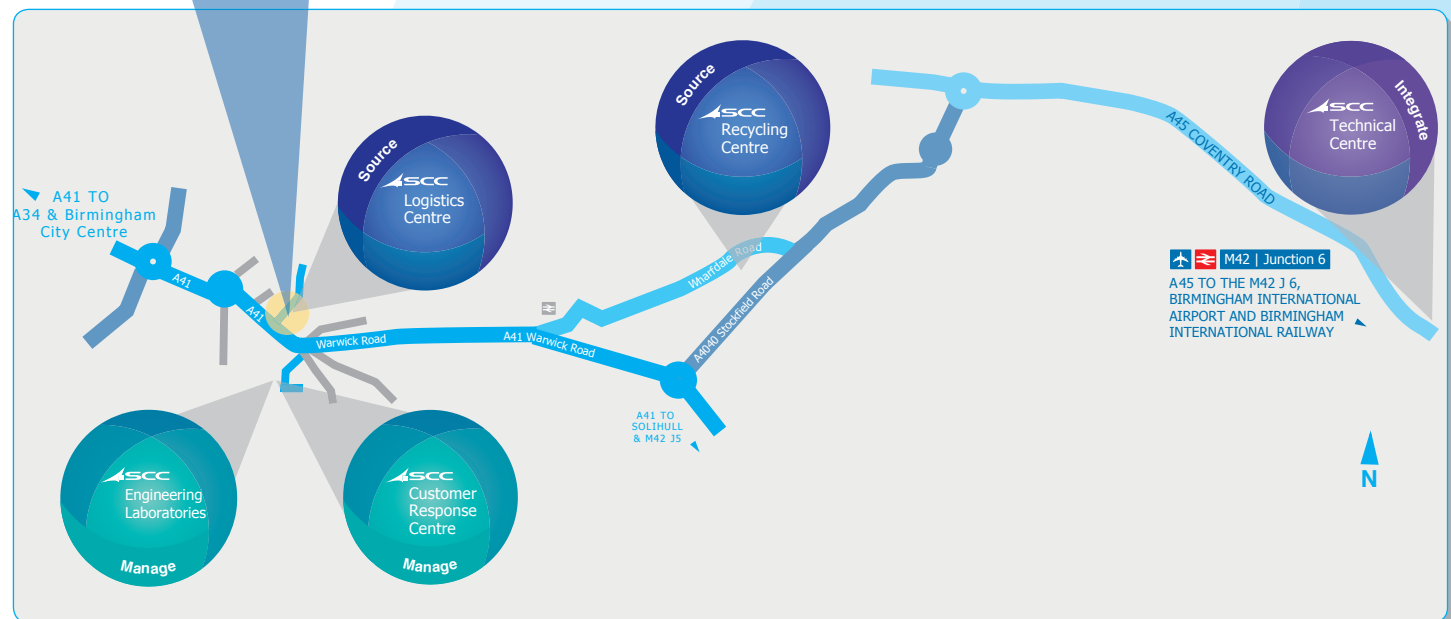 Source
SCC
Logistics
Centre
Source
SCC
Recycling
Centre
Integrate
SCC
Technical
Centre
A41 TO
A34 & Birmingham
City Centre
A41
A41
Warwick Road
A41 Warwick Road
Wharfdale Road
A4040 Stockfield Road
A45 COVENTRY ROAD
M42 | Junction 6
A45 TO THE M42 J 6,
BIRMINGHAM INTERNATIONAL
AIRPORT AND BIRMINGHAM
INTERNATIONAL RAILWAY
A41 TO
SOLIHULL
& M42 J5
N
SCC
Engineering
Laboratories
Manage
SCC
Customer
Response
Centre
Manage